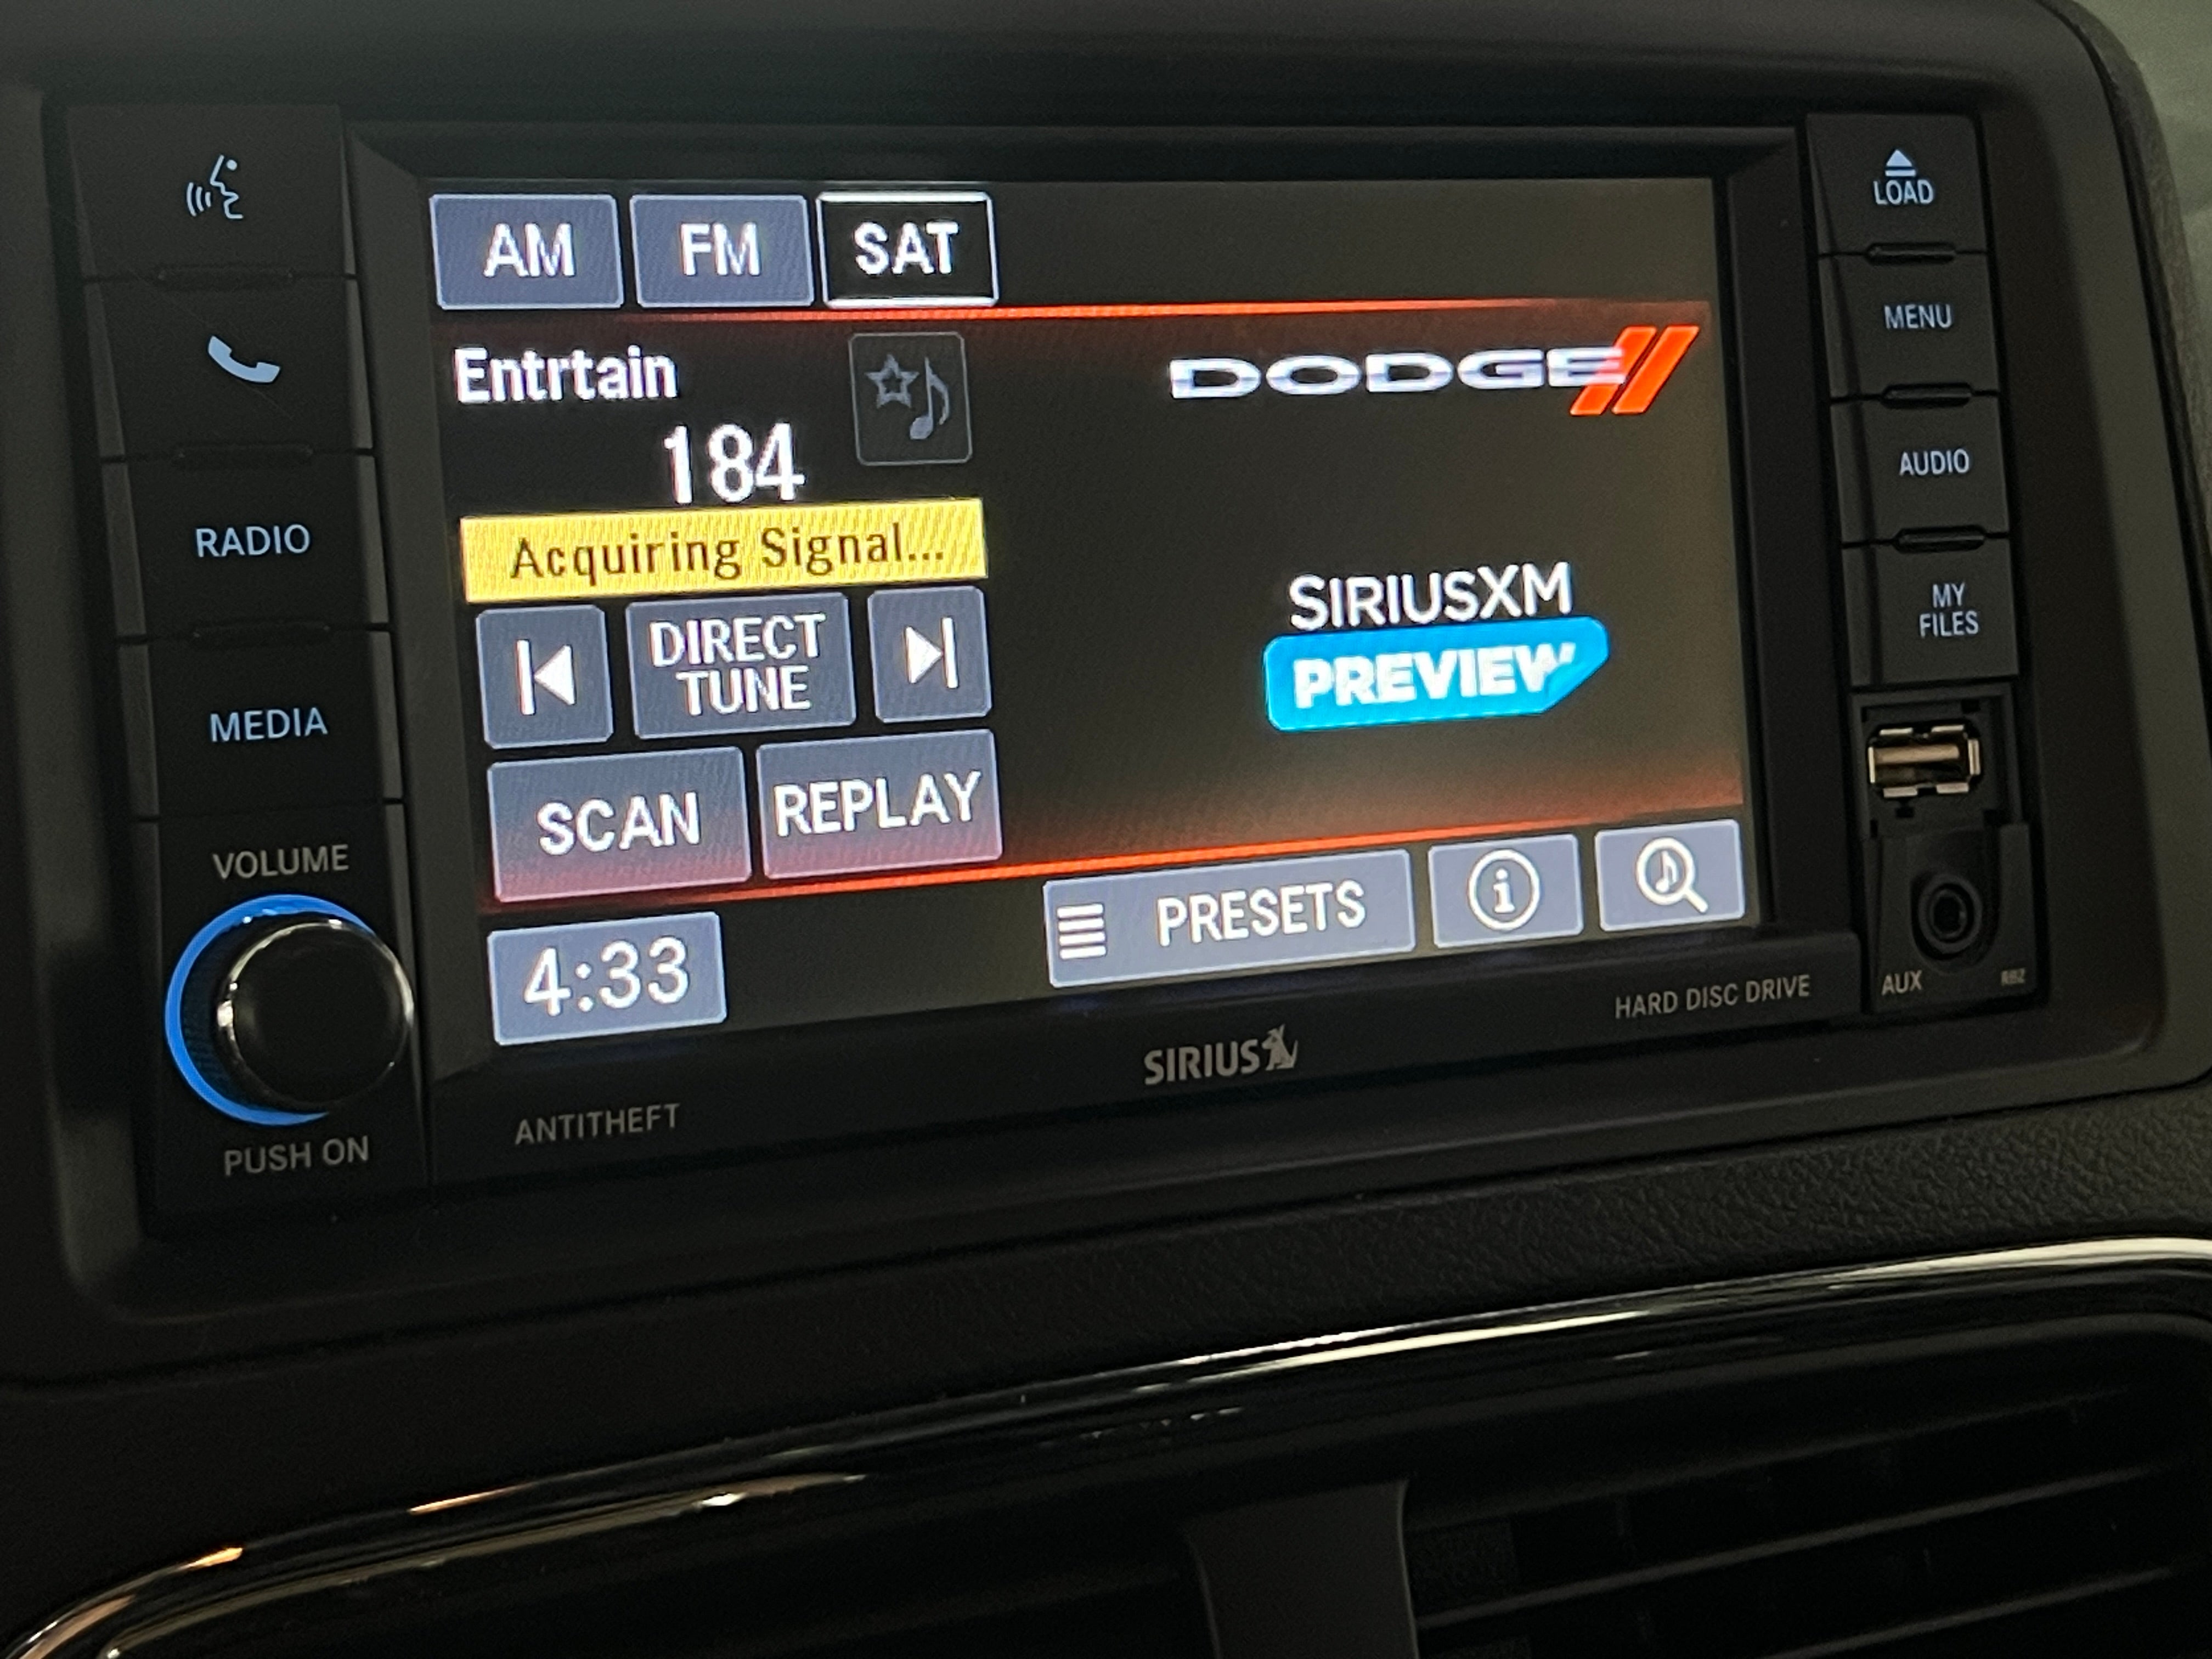 AM FM SAT
LOAD
Entrtain
DODGE
MENU
184
AUDIO
Acquiring Signal...
RADIO
SIRIUSXM
MY
FILES
DIRECT
TUNE
PREVIEW
MEDIA
SCAN REPLAY
VOLUME
PRESETS
4:33
HARD DISC DRIVE
AUX
RBZ
SIRIUS
ANTITHEFT
PUSH ON